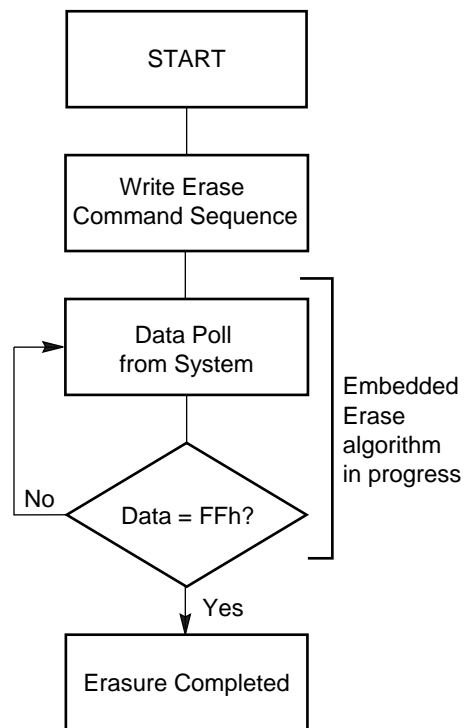 START
Write Erase
Command Sequence
Data Poll
from System
Embedded
Erase
algorithm
in progress
No
Data = FFh?
Yes
Erasure Completed